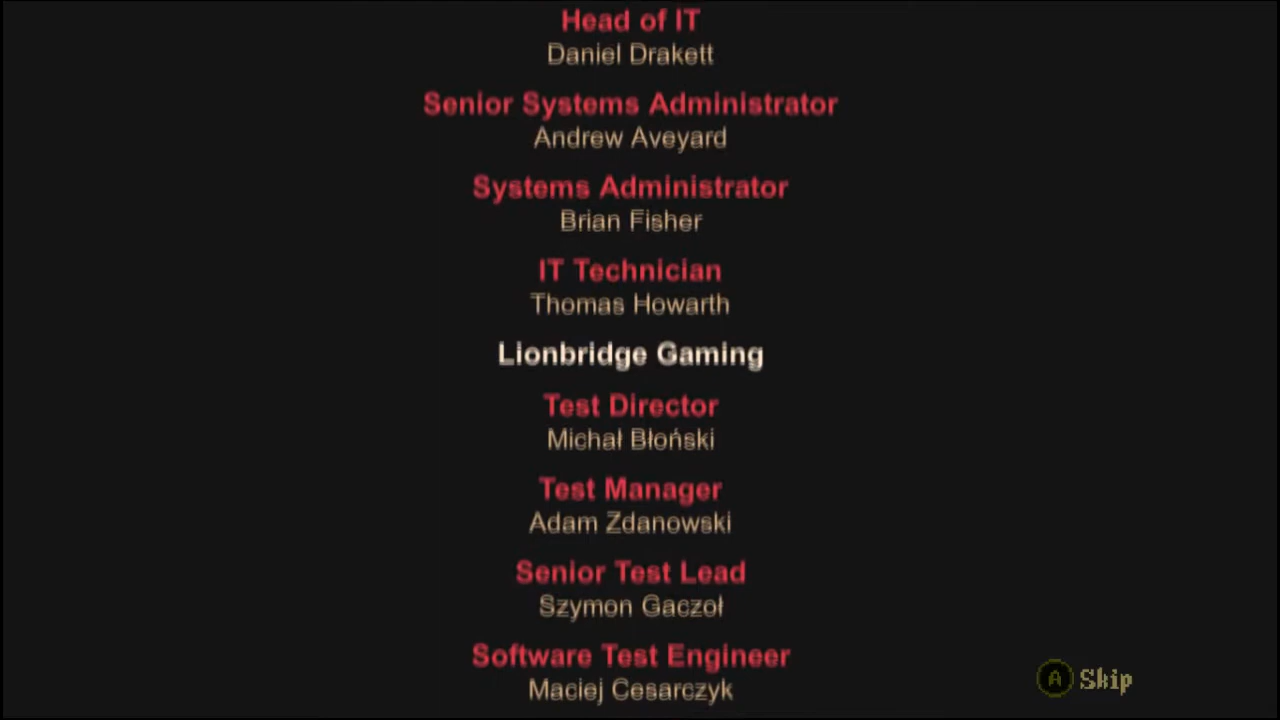 Head of IT
Daniel Drakett
Senior Systems Administrator
Andrew Aveyard
Systems Administrator
Brian Fisher
IT Technician
Thomas Howarth
Lionbridge Gaming
Test Director
Michał Błoński
Test Manager
Adam Zdanowski
Senior Test Lead
Szymon Gaczoł
Software Test Engineer
Maciej Cesarczyk
A Skip